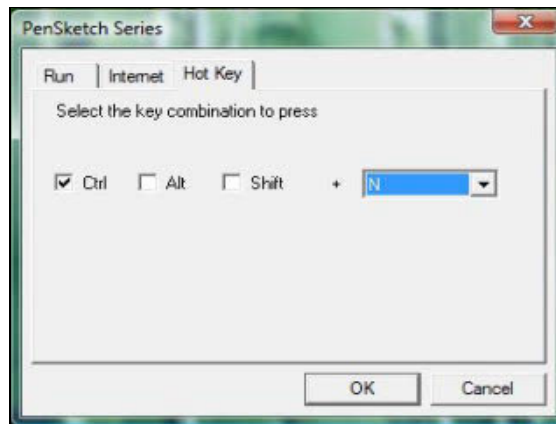 PenSketch Series
Run Internet Hot Key
Select the key combination to press
Ctrl Alt Shift + N
OK Cancel